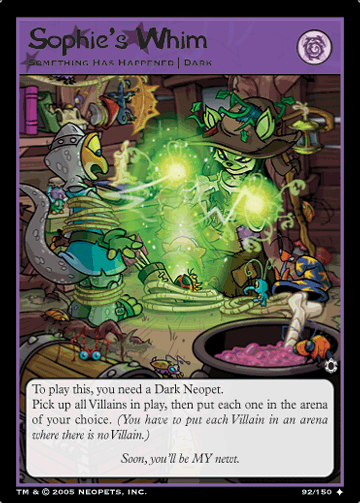 Sophie's Whim
Something Has Happened | Dark
To play this, you need a Dark Neopet.
Pick up all Villains in play, then put each one in the arena
of your choice. (You have to put each Villain in an arena
where there is no Villain.)
Soon, you'll be MY newt.
TM & © 2005 NEOPETS, INC.
92/150 ♦